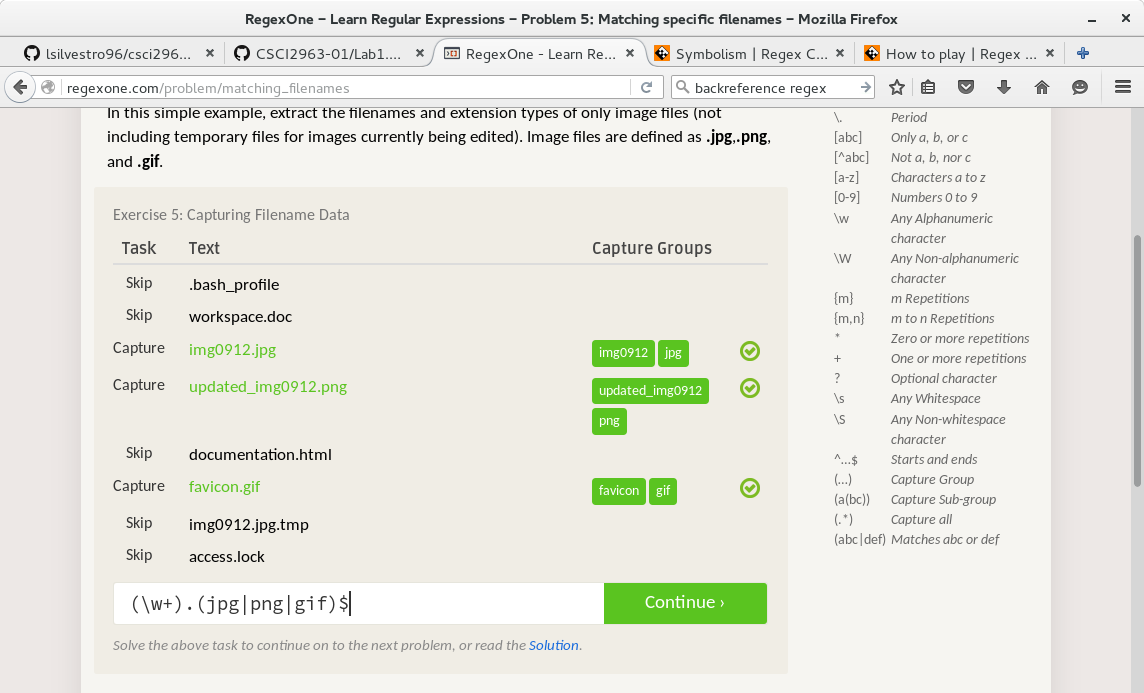 RegexOne – Learn Regular Expressions – Problem 5: Matching specific filenames – Mozilla Firefox
lsilvestro96/csci296... × CSCI2963-01/Lab1.... × RegexOne - Learn Re... × Symbolism | Regex C... × How to play | Regex ... ×
regexone.com/problem/matching_filenames
backreference regex
In this simple example, extract the filenames and extension types of only image files (not
including temporary files for images currently being edited). Image files are defined as .jpg,.png,
and .gif.
Exercise 5: Capturing Filename Data
Task Text Capture Groups
Skip .bash_profile
Skip workspace.doc
Capture img0912.jpg img0912 jpg
Capture updated_img0912.png updated_img0912
png
Skip documentation.html
Capture favicon.gif favicon gif
Skip img0912.jpg.tmp
Skip access.lock
(\w+).(jpg|png|gif)$
Continue ›
Solve the above task to continue on to the next problem, or read the Solution.
\. Period
[abc] Only a, b, or c
[^abc] Not a, b, nor c
[a-z] Characters a to z
[0-9] Numbers 0 to 9
\w Any Alphanumeric
character
\W Any Non-alphanumeric
character
{m} m Repetitions
{m,n} m to n Repetitions
* Zero or more repetitions
+ One or more repetitions
? Optional character
\s Any Whitespace
\S Any Non-whitespace
character
^…$ Starts and ends
(…) Capture Group
(a(bc)) Capture Sub-group
(.*) Capture all
(abc|def) Matches abc or def